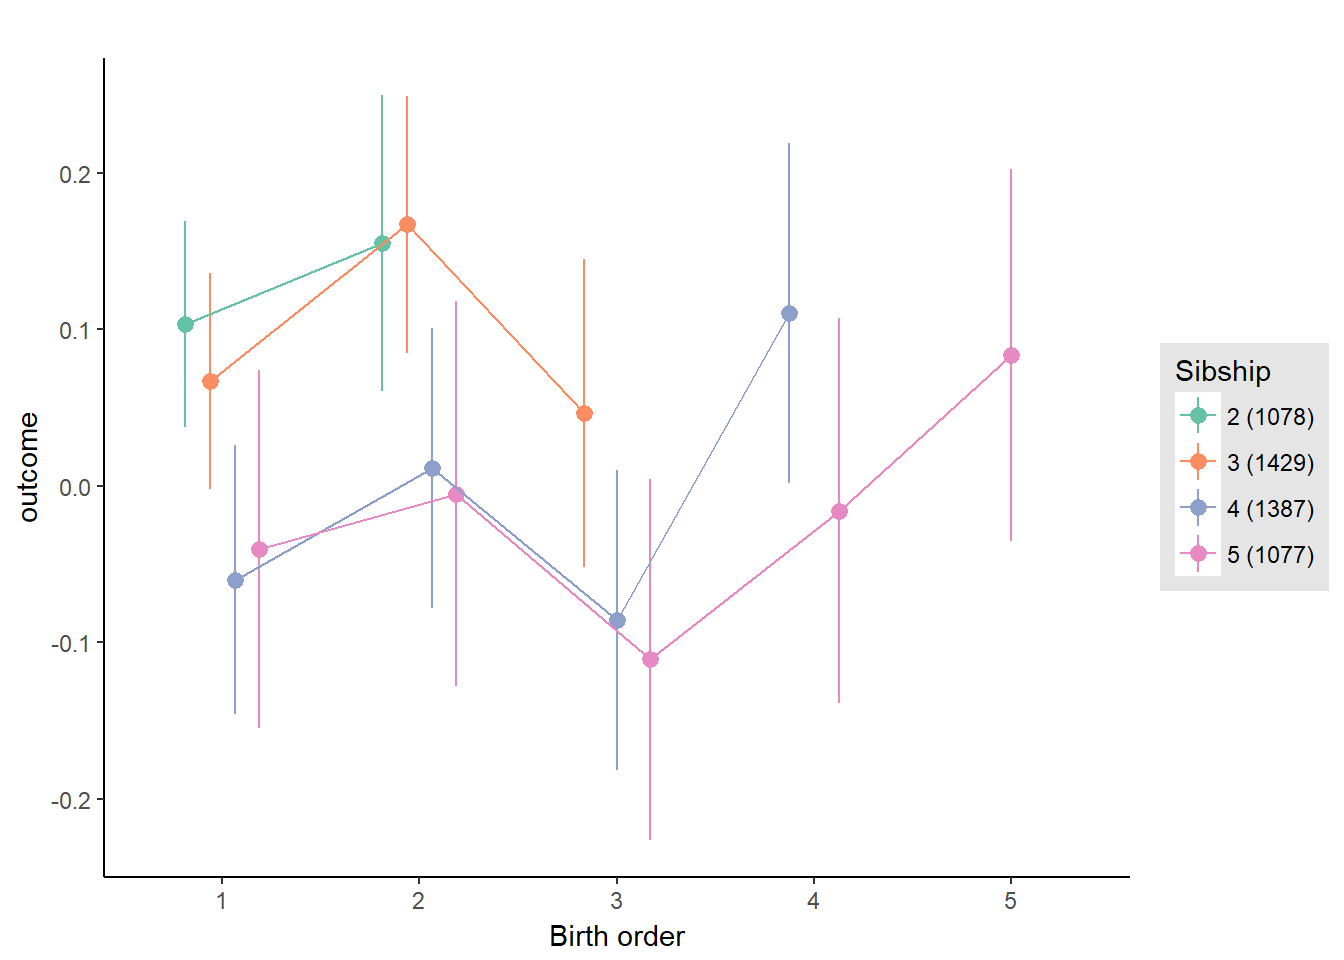 0.2
0.1
0.0
-0.1
-0.2
outcome
1 2 3 4 5
Birth order
Sibship
2 (1078)
3 (1429)
4 (1387)
5 (1077)